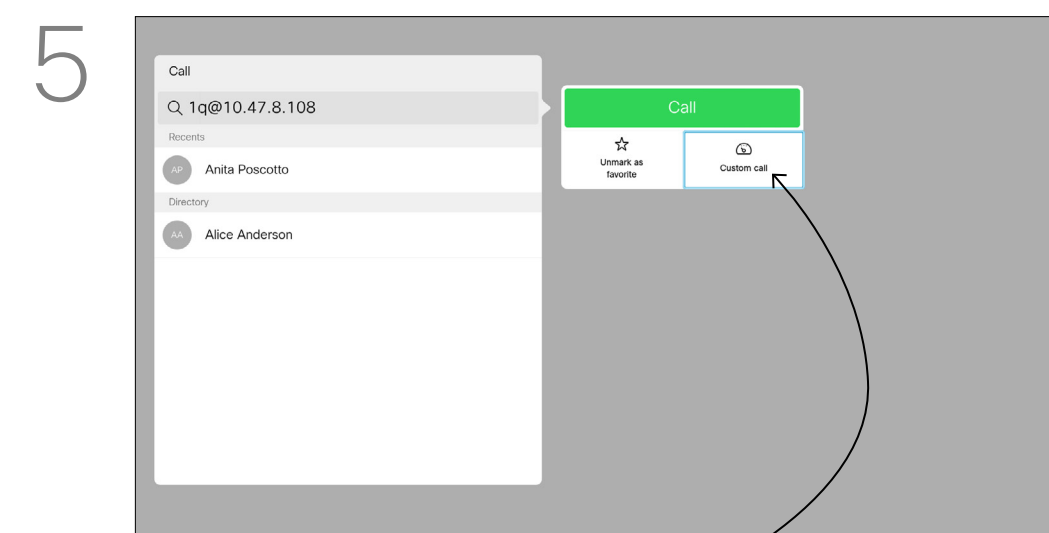 5
Call
1q@10.47.8.108
Recents
AP Anita Poscotto
Directory
AA Alice Anderson
Call
Unmark as
favorite
Custom call